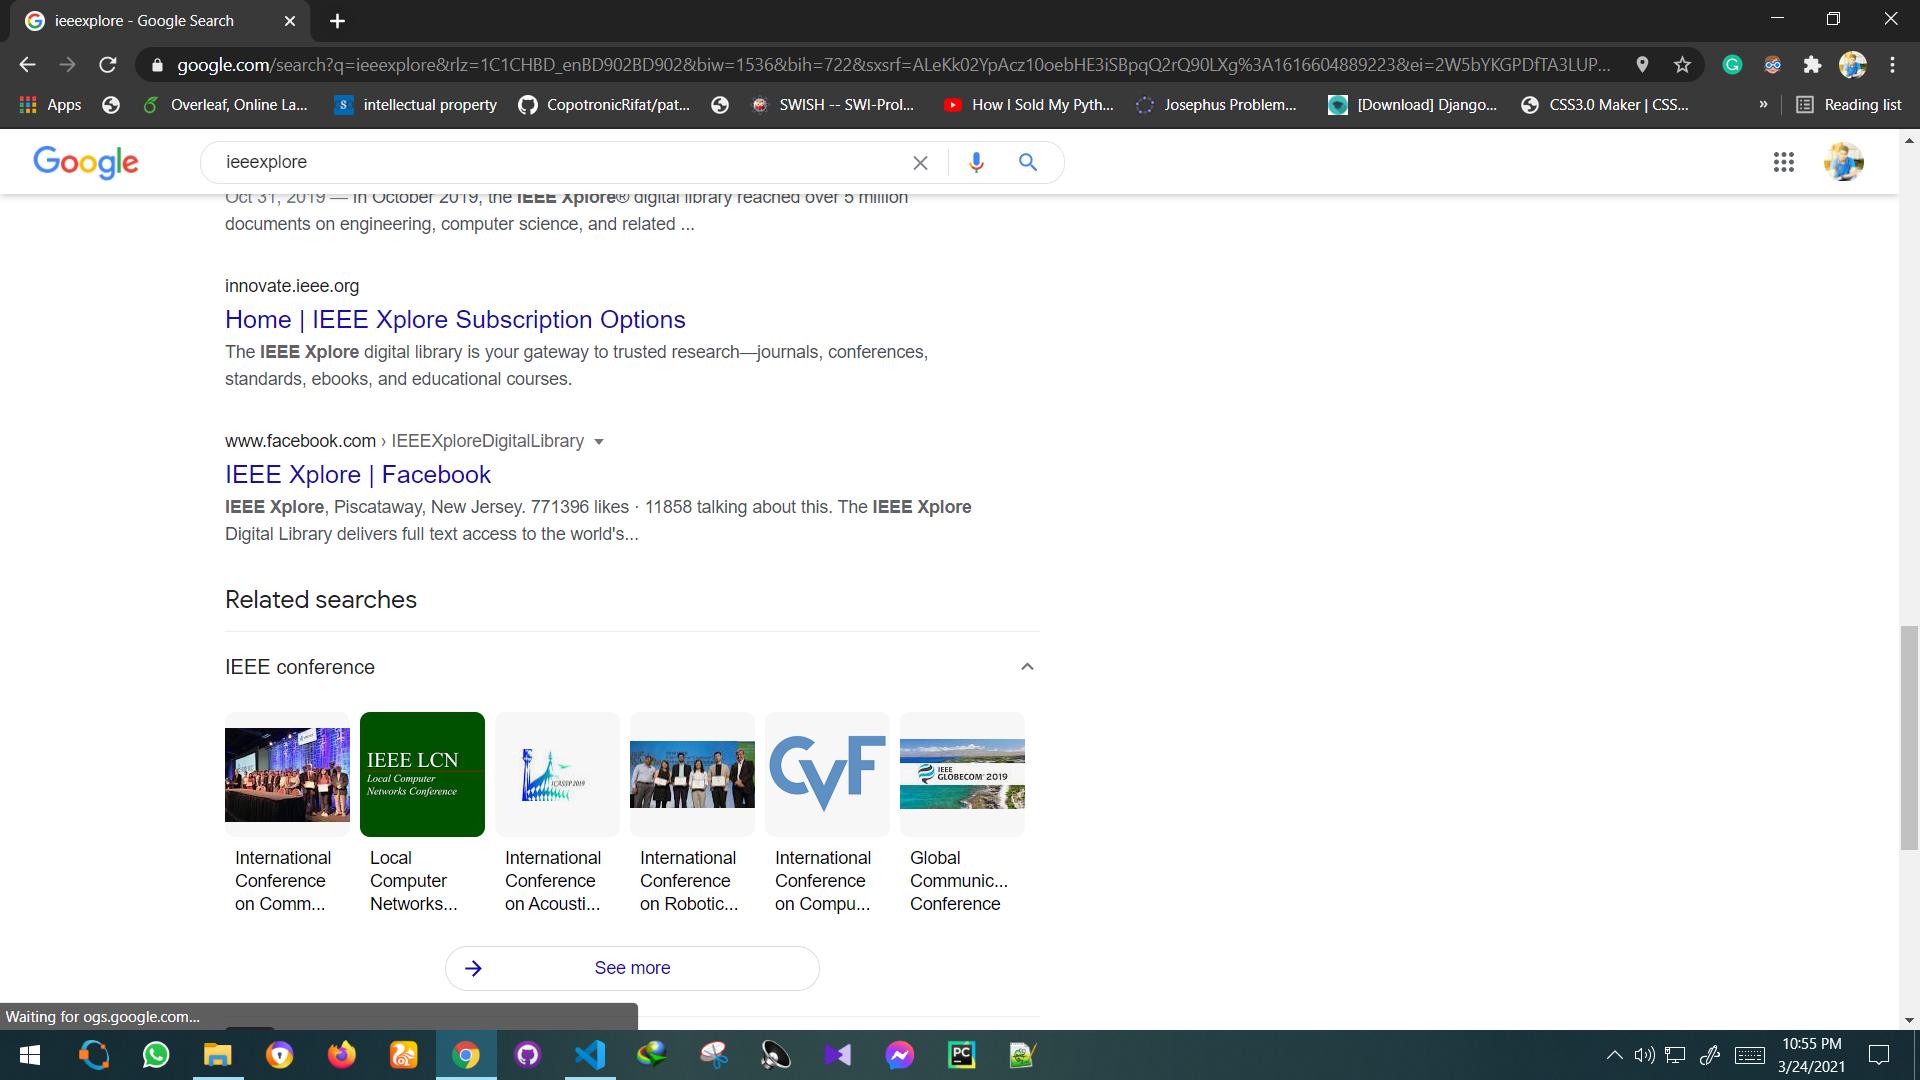 ieeexplore - Google Search
google.com/search?q=ieeexplore&rlz=1C1CHBD_enBD902BD902&biw=1536&bih=722&sxsrf=ALeKk02YpAcz10oebHE3iSBpqQ2rQ90LXg%3A1616604889223&ei=2W5bYKGPDfTA3LUP...
Apps
Overleaf, Online La...
intellectual property
CopotronicRifat/pat...
SWISH -- SWI-Prol...
How I Sold My Pyth...
Josephus Problem...
[Download] Django...
CSS3.0 Maker | CSS...
»
Reading list
Google
ieeexplore
Oct 31, 2019 — In October 2019, the IEEE Xplore® digital library reached over 5 million
documents on engineering, computer science, and related ...
innovate.ieee.org
Home | IEEE Xplore Subscription Options
The IEEE Xplore digital library is your gateway to trusted research—journals, conferences,
standards, ebooks, and educational courses.
www.facebook.com › IEEEXploreDigitalLibrary
IEEE Xplore | Facebook
IEEE Xplore, Piscataway, New Jersey. 771396 likes · 11858 talking about this. The IEEE Xplore
Digital Library delivers full text access to the world's...
Related searches
IEEE conference
IEEE LCN
Local Computer
Networks Conference
ICASSP 2019
CVF
IEEE
GLOBECOM 2019
International
Conference
on Comm...
Local
Computer
Networks...
International
Conference
on Acousti...
International
Conference
on Robotic...
International
Conference
on Compu...
Global
Communic...
Conference
See more
Waiting for ogs.google.com...
PC
10:55 PM
3/24/2021